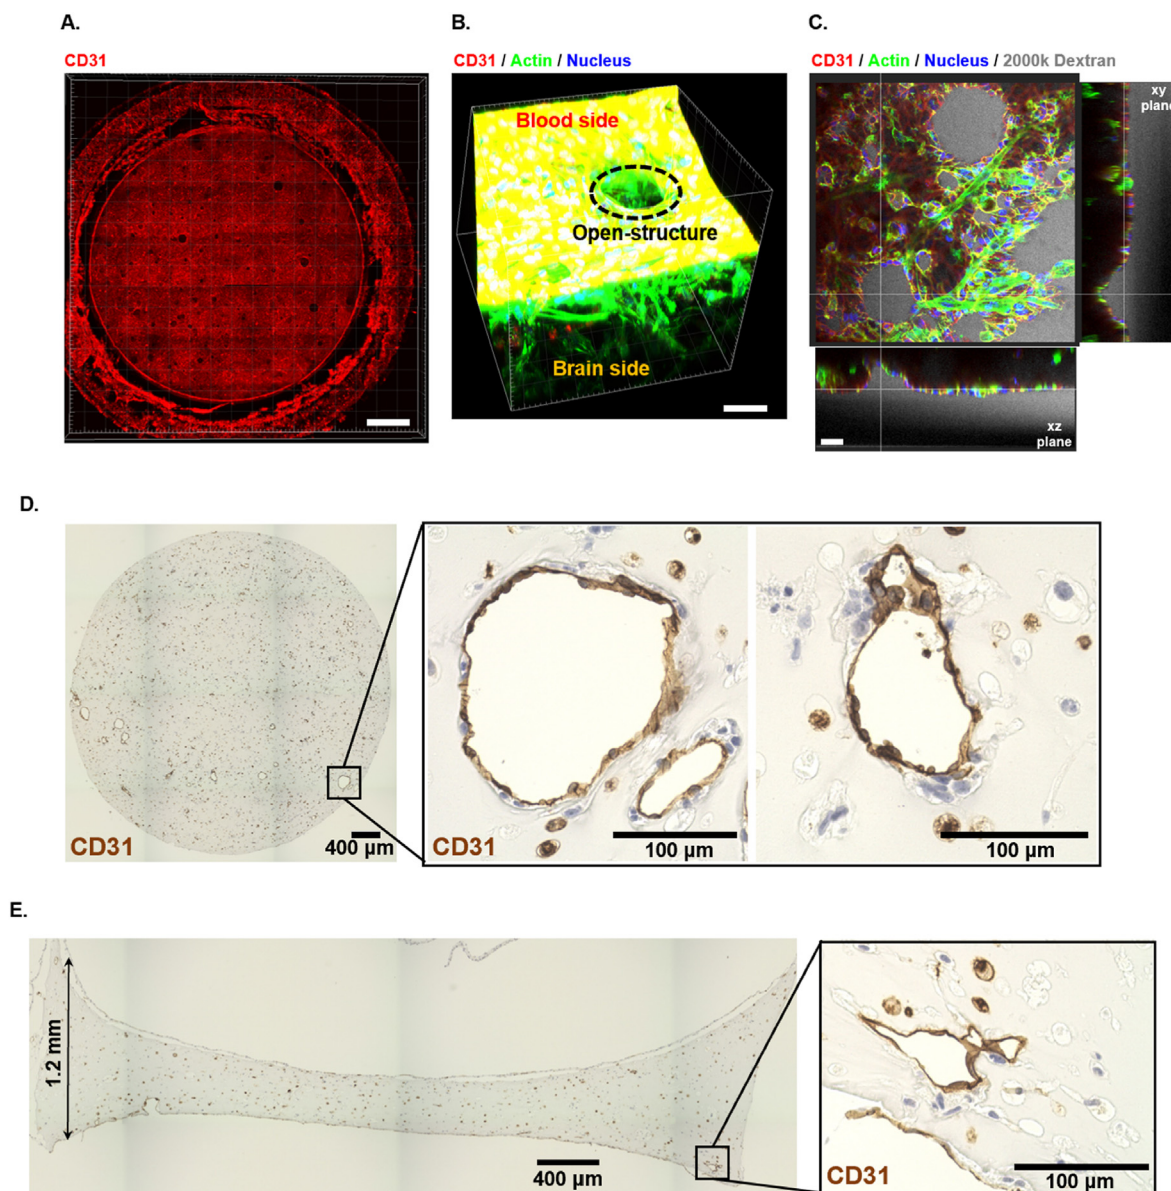 A.
B.
C.
CD31
CD31 / Actin / Nucleus
CD31 / Actin / Nucleus / 2000k Dextran
Blood side
Open-structure
Brain side
xy
plane
xz
plane
D.
CD31
400 µm
CD31
100 µm
100 µm
E.
1.2 mm
400 µm
CD31
100 µm